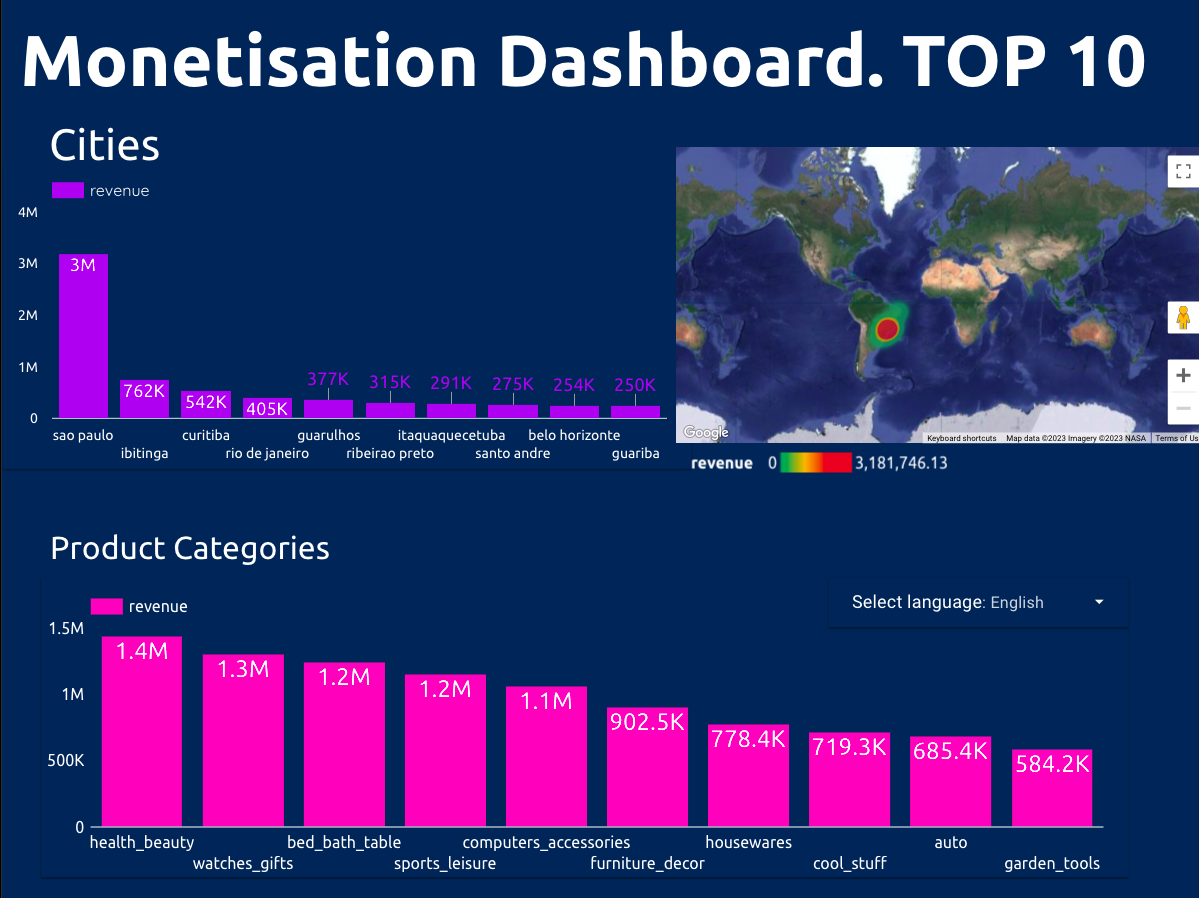 Monetisation Dashboard. TOP 10
Cities
revenue
4M
3M
2M
1M
0
3M
762K
542K
405K
377K
315K
291K
275K
254K
250K
sao paulo
ibitinga
curitiba
rio de janeiro
guarulhos
ribeirao preto
itaquaquecetuba
santo andre
belo horizonte
guariba
Google
Keyboard shortcuts Map data ©2023 Imagery ©2023 NASA Terms of Us
revenue 0 3,181,746.13
Product Categories
Select language: English
revenue
1.5M
1M
500K
0
1.4M
1.3M
1.2M
1.2M
1.1M
902.5K
778.4K
719.3K
685.4K
584.2K
health_beauty
watches_gifts
bed_bath_table
sports_leisure
computers_accessories
furniture_decor
housewares
cool_stuff
auto
garden_tools